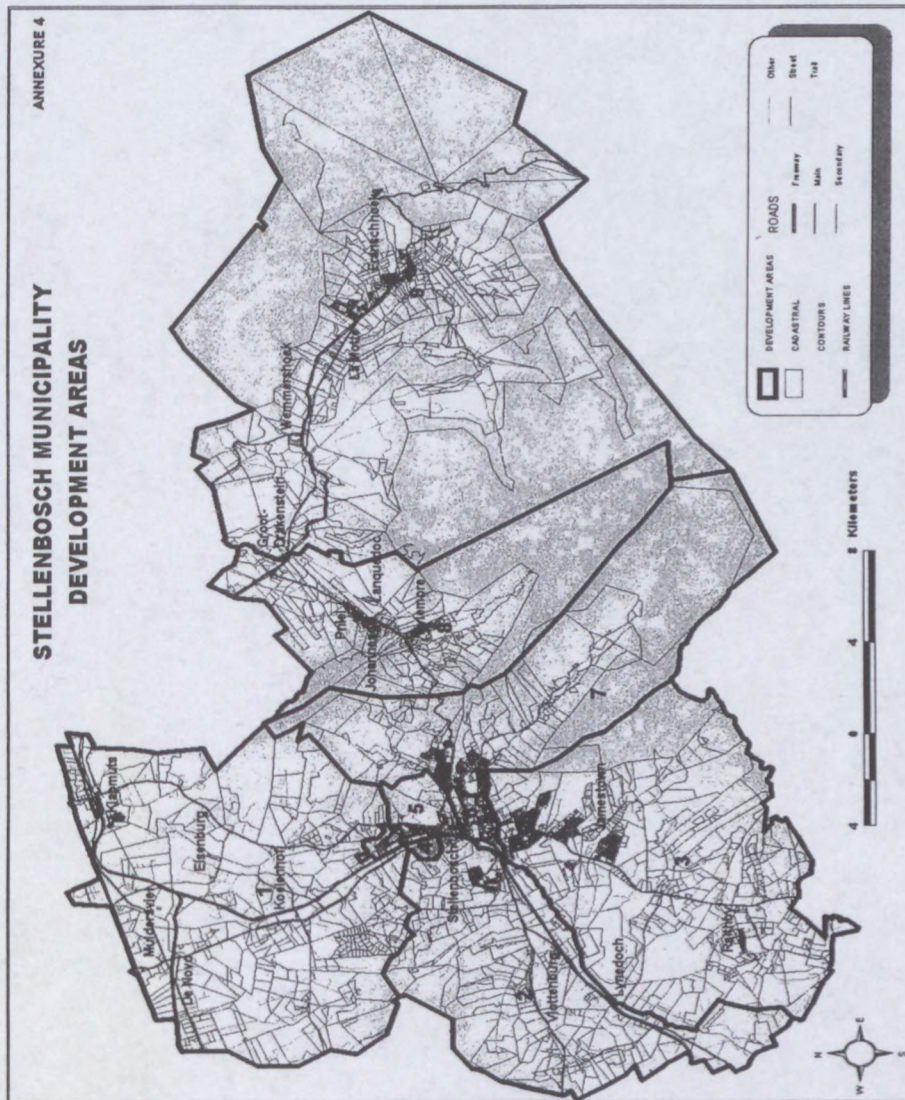 ANNEXURE 4
STELLENBOSCH MUNICIPALITY
DEVELOPMENT AREAS
Klapmuts
Muldersvlei
De Novo
Elsenburg
1
Koelenhof
Groot-
Drakenstein
Wemmershoek
La Motte
Franschhoek
6
Pniel
Lanquedoc
Johannesdal
Kylemore
8
5
Stellenbosch
7
2
Vlottenburg
Lynedoch
Jamestown
3
Raithby
N
W E
S
4 0 4 8 Kilometers
DEVELOPMENT AREAS
CADASTRAL
CONTOURS
RAILWAY LINES
ROADS
Freeway
Main
Secondary
Other
Street
Trail